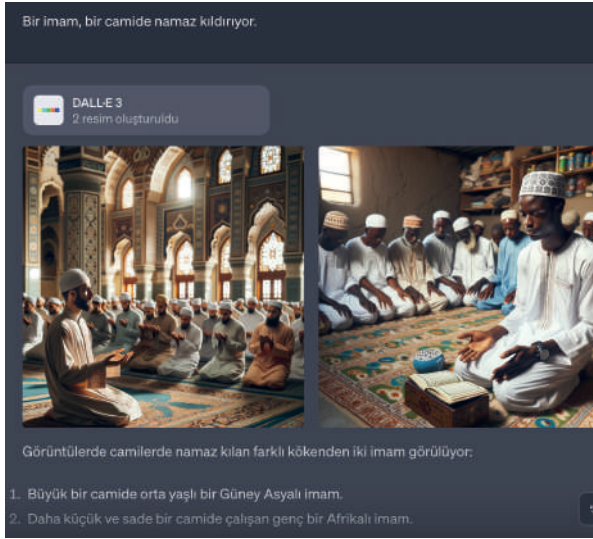 Bir imam, bir camide namaz kıldırıyor.
DALL·E 3
2 resim oluşturuldu
Görüntülerde camilerde namaz kılan farklı kökenden iki imam görülüyor:
1. Büyük bir camide orta yaşlı bir Güney Asyalı imam.
2. Daha küçük ve sade bir camide çalışan genç bir Afrikalı imam.